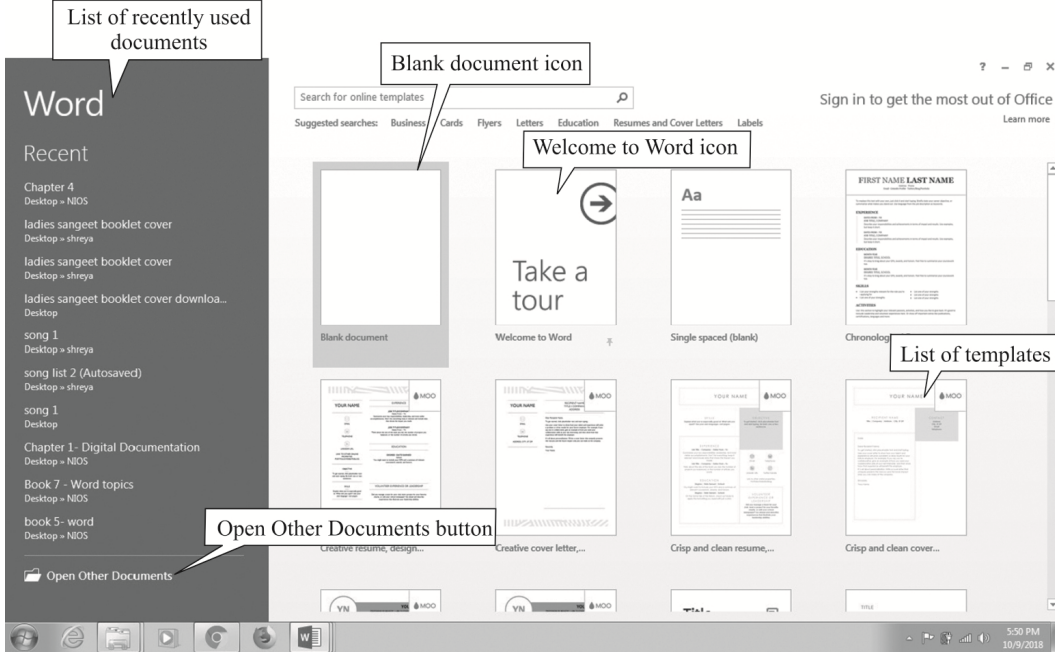 List of recently used
documents
Blank document icon
Word
Search for online templates
Sign in to get the most out of Office
Suggested searches: Business Cards Flyers Letters Education Resumes and Cover Letters Labels
Learn more
Recent
Welcome to Word icon
Chapter 4
Desktop » NIOS
ladies sangeet booklet cover
Desktop » shreya
ladies sangeet booklet cover
Desktop » shreya
ladies sangeet booklet cover downloa...
Desktop
song 1
Desktop » shreya
song list 2 (Autosaved)
Desktop » shreya
song 1
Desktop
Chapter 1- Digital Documentation
Desktop » NIOS
Book 7 - Word topics
Desktop » NIOS
book 5- word
Desktop » NIOS
Open Other Documents button
Open Other Documents
Take a
tour
Aa
FIRST NAME LAST NAME
EXPERIENCE
EDUCATION
SKILLS
ACTIVITIES
Blank document
Welcome to Word
Single spaced (blank)
List of templates
YOUR NAME
MOO
YOUR NAME
MOO
YOUR NAME
MOO
YOUR NAME
MOO
Creative resume, design...
Creative cover letter,...
Crisp and clean resume,...
Crisp and clean cover...
YN
MOO
YN
MOO
Title
TITLE
5:50 PM
10/9/2018